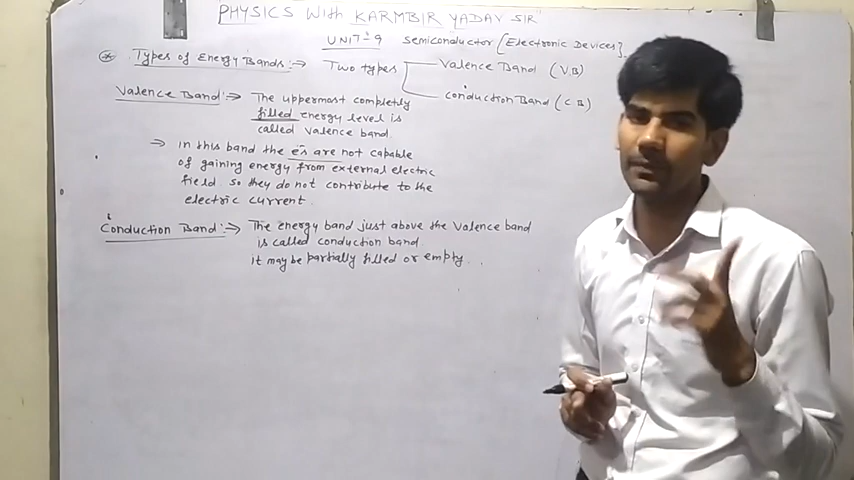 PHYSICS With KARMBIR YADAV SIR
UNIT-9 Semiconductor [Electronic Devices]
Types of Energy Bands :→ Two types
Valence Band (V.B)
Conduction Band (C B)
Valence Band :→ The uppermost completly
filled energy level is
called valence band.
⇒ in this band the e⁻s are not capable
of gaining energy from external electric
field. so they do not contribute to the
electric current.
Conduction Band :→ The energy band just above the valence band
is called conduction band.
it may be partially filled or empty.